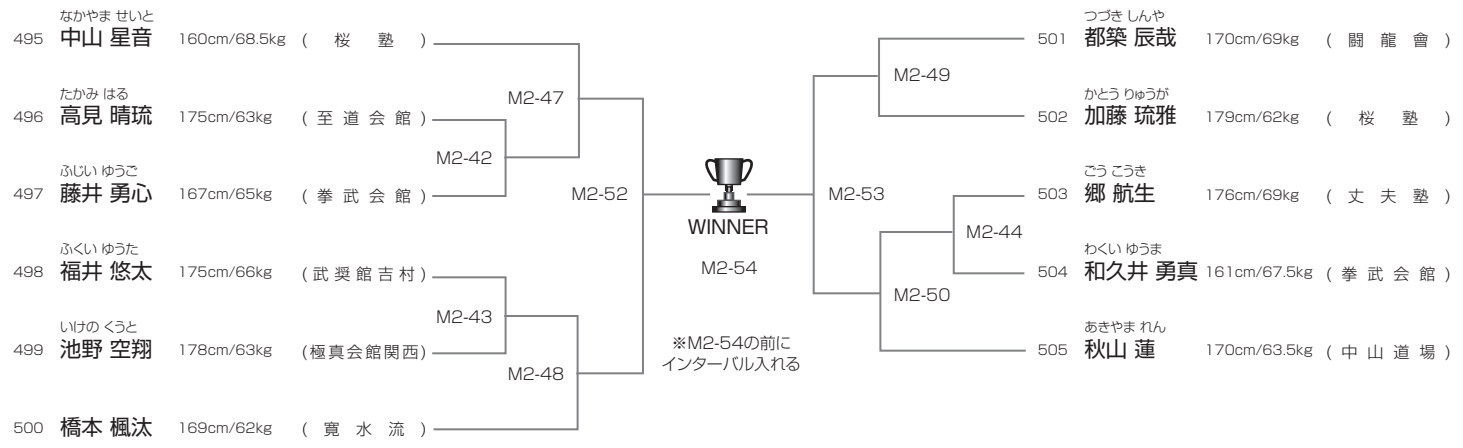 なかやま せいと
495 中山 星音 160cm/68.5kg ( 桜 塾 )
たかみ はる
496 高見 晴琉 175cm/63kg ( 至道会館 )
ふじい ゆうご
497 藤井 勇心 167cm/65kg ( 拳武会館 )
ふくい ゆうた
498 福井 悠太 175cm/66kg (武奨館吉村)
いけの くうと
499 池野 空翔 178cm/63kg (極真会館関西)
500 橋本 楓汰 169cm/62kg ( 寛水流 )
M2-47
M2-42
M2-52
M2-43
M2-48
WINNER
M2-54
※M2-54の前に
インターバル入れる
M2-49
M2-53
M2-44
M2-50
つづき しんや
501 都築 辰哉 170cm/69kg ( 闘龍會 )
かとう りゅうが
502 加藤 琉雅 179cm/62kg ( 桜 塾 )
ごう こうき
503 郷 航生 176cm/69kg ( 丈夫塾 )
わくい ゆうま
504 和久井 勇真 161cm/67.5kg ( 拳武会館 )
あきやま れん
505 秋山 蓮 170cm/63.5kg ( 中山道場 )